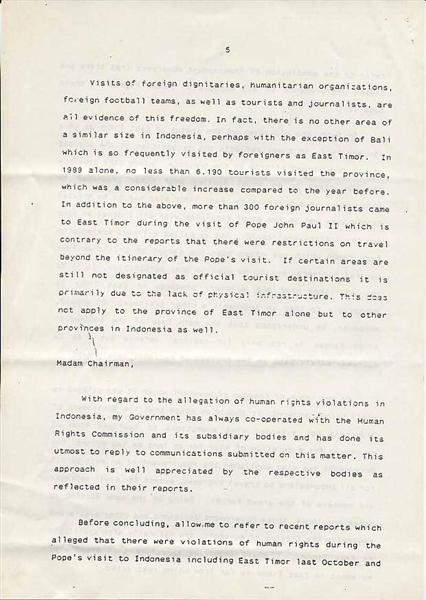 5
Visits of foreign dignitaries, humanitarian organizations,
foreign football teams, as well as tourists and journalists, are
all evidence of this freedom. In fact, there is no other area of
a similar size in Indonesia, perhaps with the exception of Bali
which is so frequently visited by foreigners as East Timor. In
1989 alone, no less than 6.190 tourists visited the province,
which was a considerable increase compared to the year before.
In addition to the above, more than 300 foreign journalists came
to East Timor during the visit of Pope John Paul II which is
contrary to the reports that there were restrictions on travel
beyond the itinerary of the Pope's visit. If certain areas are
still not designated as official tourist destinations it is
primarily due to the lack of physical infrastructure. This does
not apply to the province of East Timor alone but to other
provinces in Indonesia as well.
Madam Chairman,
With regard to the allegation of human rights violations in
Indonesia, my Government has always co-operated with the Human
Rights Commission and its subsidiary bodies and has done its
utmost to reply to communications submitted on this matter. This
approach is well appreciated by the respective bodies as
reflected in their reports.
Before concluding, allow me to refer to recent reports which
alleged that there were violations of human rights during the
Pope's visit to Indonesia including East Timor last October and